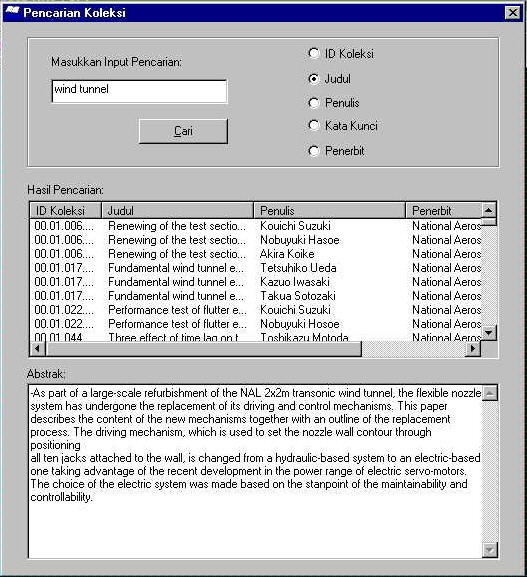 Pencarian Koleksi
Masukkan Input Pencarian:
wind tunnel
Cari
ID Koleksi
Judul
Penulis
Kata Kunci
Penerbit
Hasil Pencarian:
ID Koleksi Judul Penulis Penerbit
00.01.006.... Renewing of the test sectio... Kouichi Suzuki National Aeros
00.01.006.... Renewing of the test sectio... Nobuyuki Hasoe National Aeros
00.01.006.... Renewing of the test sectio... Akira Koike National Aeros
00.01.017.... Fundamental wind tunnel e... Tetsuhiko Ueda National Aeros
00.01.017.... Fundamental wind tunnel e... Kazuo Iwasaki National Aeros
00.01.017.... Fundamental wind tunnel e... Takua Sotozaki National Aeros
00.01.022.... Performance test of flutter e... Kouichi Suzuki National Aeros
00.01.022.... Performance test of flutter e... Nobuyuki Hosoe National Aeros
00.01.044.... Three effect of time lag on t... Toshikazu Motoda National Aeros
Abstrak:
-As part of a large-scale refurbishment of the NAL 2x2m transonic wind tunnel, the flexible nozzle
system has undergone the replacement of its driving and control mechanisms. This paper
describes the content of the new mechanisms together with an outline of the replacement
process. The driving mechanism, which is used to set the nozzle wall contour through
positioning
all ten jacks attached to the wall, is changed from a hydraulic-based system to an electric-based
one taking advantage of the recent development in the power range of electric servo-motors.
The choice of the electric system was made based on the stanpoint of the maintainability and
controllability.